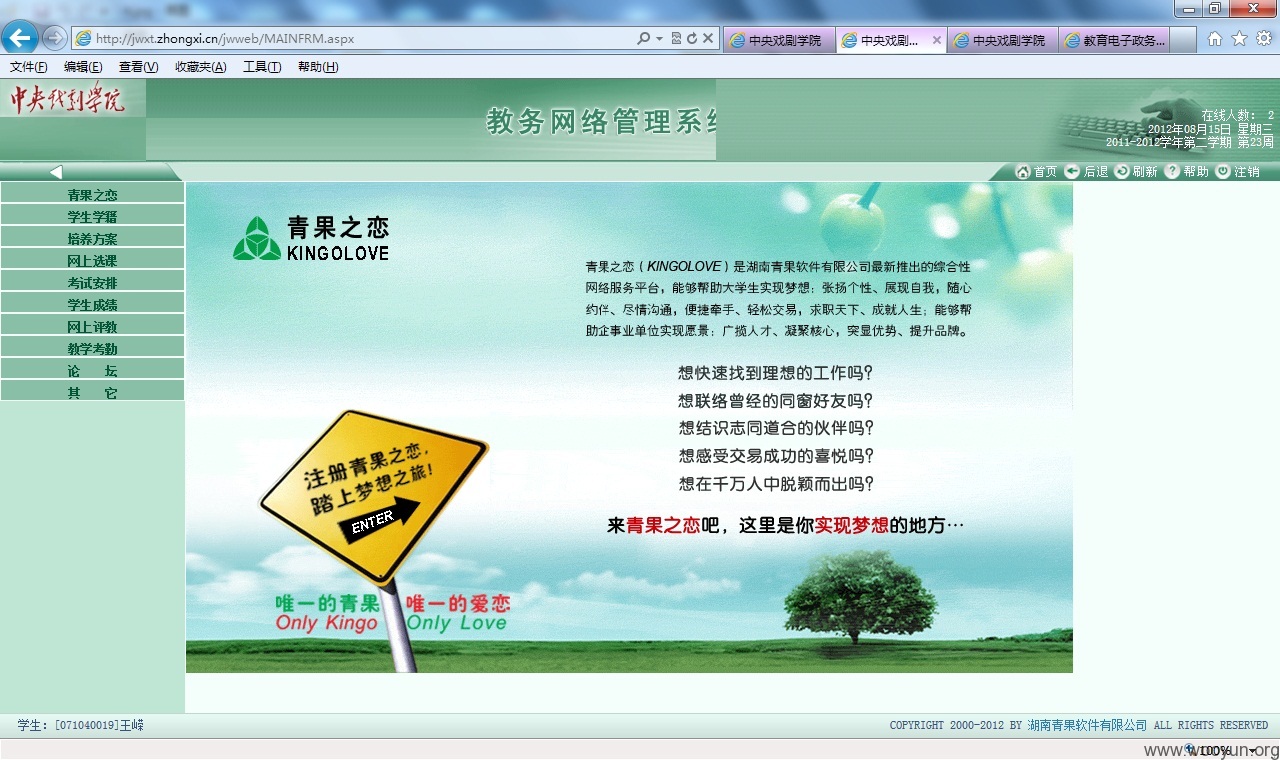 http://jwxt.zhongxi.cn/jwweb/MAINFRM.aspx
中央戏剧学院
中央戏剧...
中央戏剧学院
教育电子政务...
文件(F) 编辑(E) 查看(V) 收藏夹(A) 工具(T) 帮助(H)
中央戏剧学院
教务网络管理系统
在线人数： 2
2012年08月15日 星期三
2011-2012学年第二学期 第23周
首页 后退 刷新 帮助 注销
青果之恋
学生学籍
培养方案
网上选课
考试安排
学生成绩
网上评教
教学考勤
论 坛
其 它
青果之恋
KINGOLOVE
青果之恋（KINGOLOVE）是湖南青果软件有限公司最新推出的综合性
网络服务平台，能够帮助大学生实现梦想：张扬个性、展现自我，随心
约伴、尽情沟通，便捷牵手、轻松交易，求职天下、成就人生；能够帮
助企事业单位实现愿景：广揽人才、凝聚核心，突显优势、提升品牌。
想快速找到理想的工作吗？
想联络曾经的同窗好友吗？
想结识志同道合的伙伴吗？
想感受交易成功的喜悦吗？
想在千万人中脱颖而出吗？
来青果之恋吧，这里是你实现梦想的地方…
注册青果之恋，
踏上梦想之旅！
ENTER
唯一的青果 唯一的爱恋
Only Kingo Only Love
学生：[071040019]王嵘
COPYRIGHT 2000-2012 BY 湖南青果软件有限公司 ALL RIGHTS RESERVED
100%
www.wooyun.org